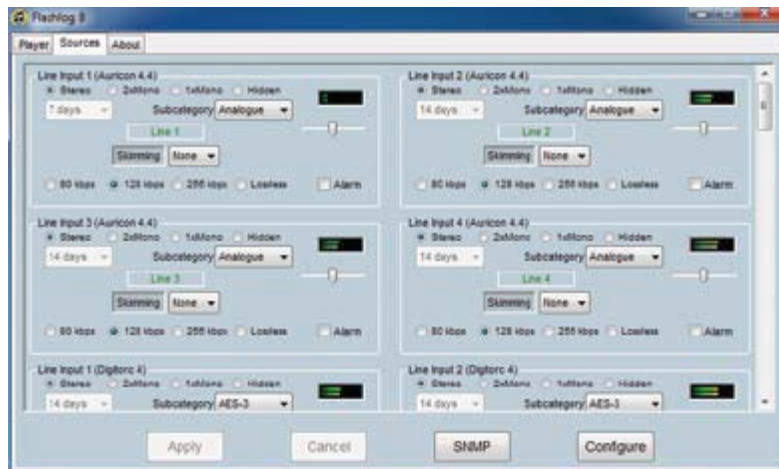 Flashlog 8
Player Sources About
Line Input 1 (Auricon 4.4)
Stereo 2xMono 1xMono Hidden
7 days Subcategory Analogue
Line 1
Skimming None
80 kbps 128 kbps 256 kbps Lossless Alarm
Line Input 2 (Auricon 4.4)
Stereo 2xMono 1xMono Hidden
14 days Subcategory Analogue
Line 2
Skimming None
80 kbps 128 kbps 256 kbps Lossless Alarm
Line Input 3 (Auricon 4.4)
Stereo 2xMono 1xMono Hidden
14 days Subcategory Analogue
Line 3
Skimming None
80 kbps 128 kbps 256 kbps Lossless Alarm
Line Input 4 (Auricon 4.4)
Stereo 2xMono 1xMono Hidden
14 days Subcategory Analogue
Line 4
Skimming None
80 kbps 128 kbps 256 kbps Lossless Alarm
Line Input 1 (Digitorc 4)
Stereo 2xMono 1xMono Hidden
14 days Subcategory AES-3
Line Input 2 (Digitorc 4)
Stereo 2xMono 1xMono Hidden
14 days Subcategory AES-3
Apply Cancel SNMP Configure